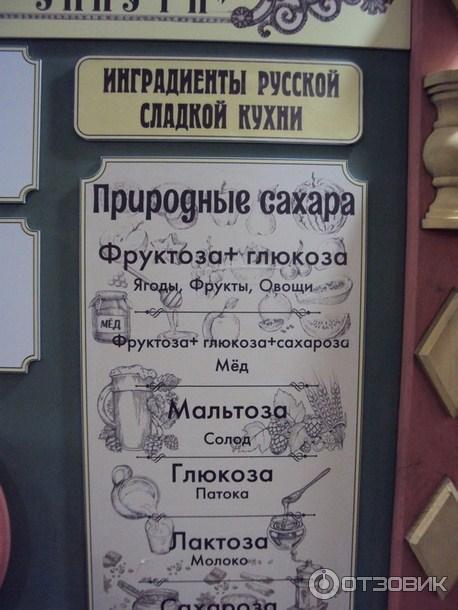 ИНГРАДИЕНТЫ РУССКОЙ
СЛАДКОЙ КУХНИ
Природные сахара
Фруктоза+ глюкоза
Ягоды, Фрукты, Овощи
МЁД
Фруктоза+ глюкоза+сахароза
Мёд
Мальтоза
Солод
Глюкоза
Патока
Лактоза
Молоко
Сахароза
ОТЗОВИК